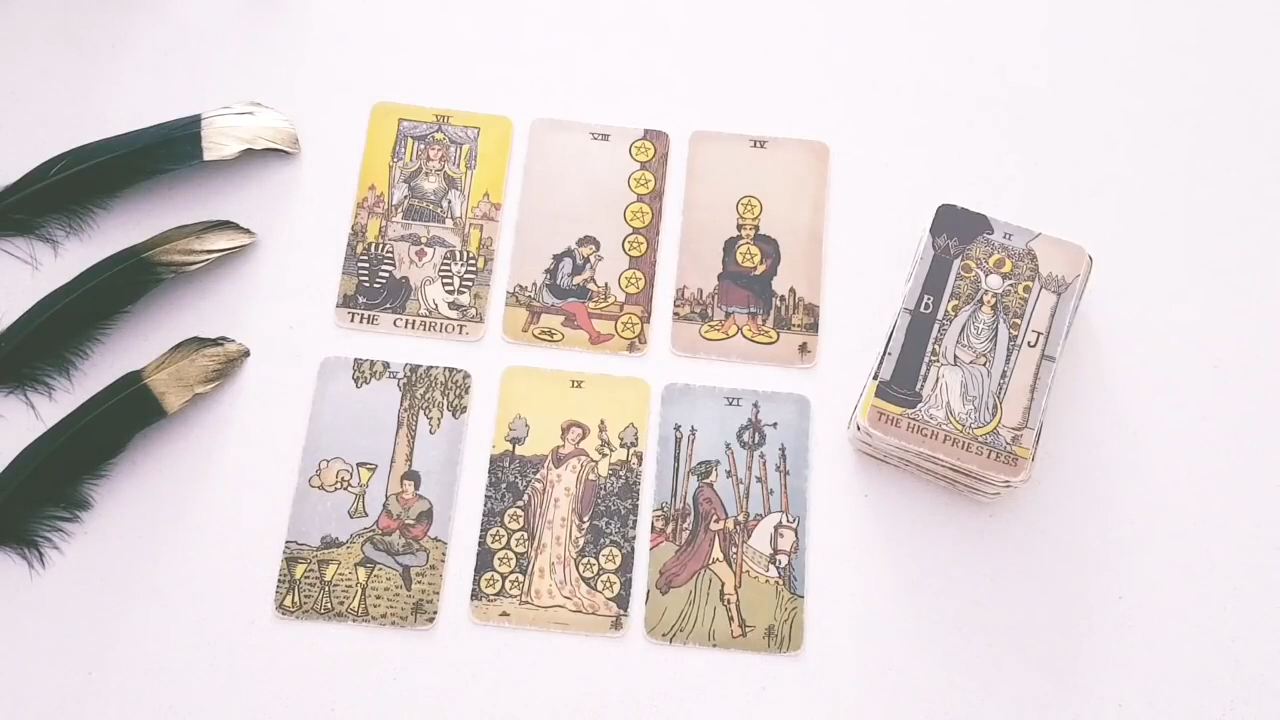 VII
THE CHARIOT.
VIII
IV
IV
IX
VI
II
B
J
THE HIGH PRIESTESS